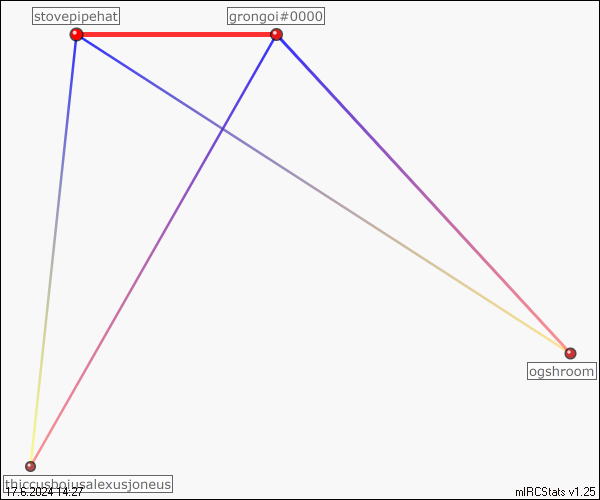 stovepipehat
grongoi#0000
ogshroom
thiccusboiusalexusjoneus
17.6.2024 14:27
mIRCStats v1.25